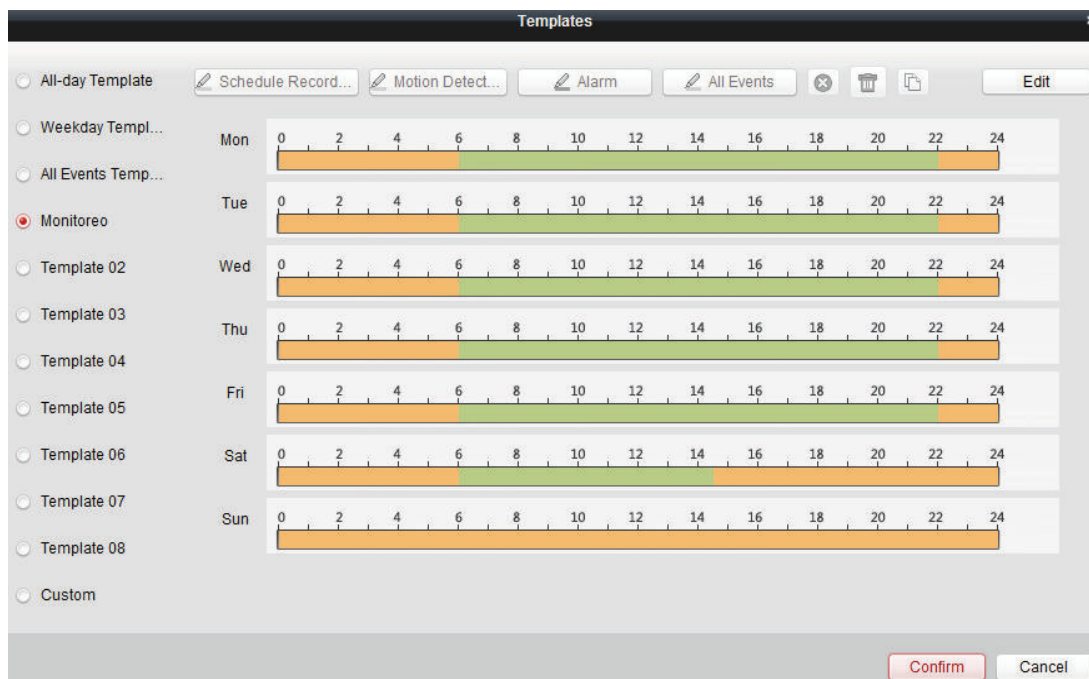 Templates
All-day Template
Schedule Record... Motion Detect... Alarm All Events Edit
Weekday Templ...
Mon 0 2 4 6 8 10 12 14 16 18 20 22 24
All Events Temp...
Tue 0 2 4 6 8 10 12 14 16 18 20 22 24
Monitoreo
Template 02
Wed 0 2 4 6 8 10 12 14 16 18 20 22 24
Template 03
Thu 0 2 4 6 8 10 12 14 16 18 20 22 24
Template 04
Fri 0 2 4 6 8 10 12 14 16 18 20 22 24
Template 05
Template 06
Sat 0 2 4 6 8 10 12 14 16 18 20 22 24
Template 07
Sun 0 2 4 6 8 10 12 14 16 18 20 22 24
Template 08
Custom
Confirm Cancel